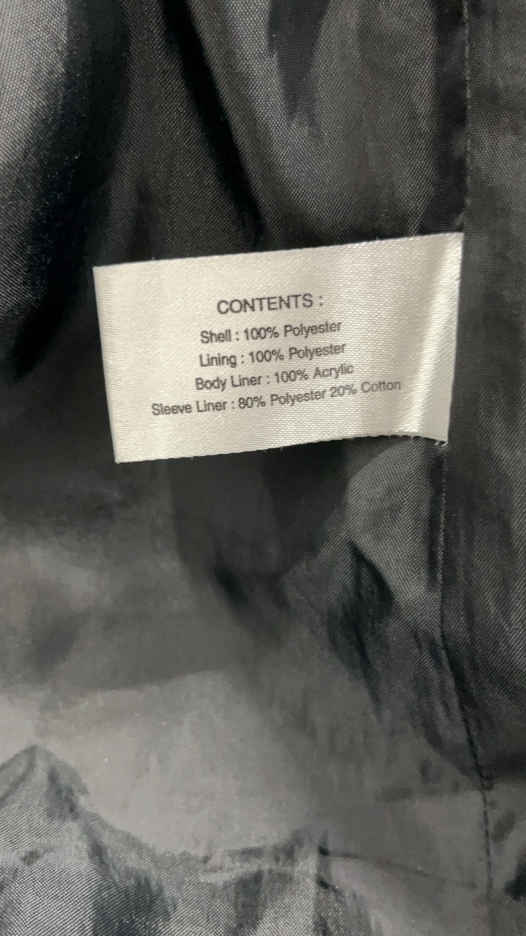 CONTENTS :
Shell : 100% Polyester
Lining : 100% Polyester
Body Liner : 100% Acrylic
Sleeve Liner : 80% Polyester 20% Cotton